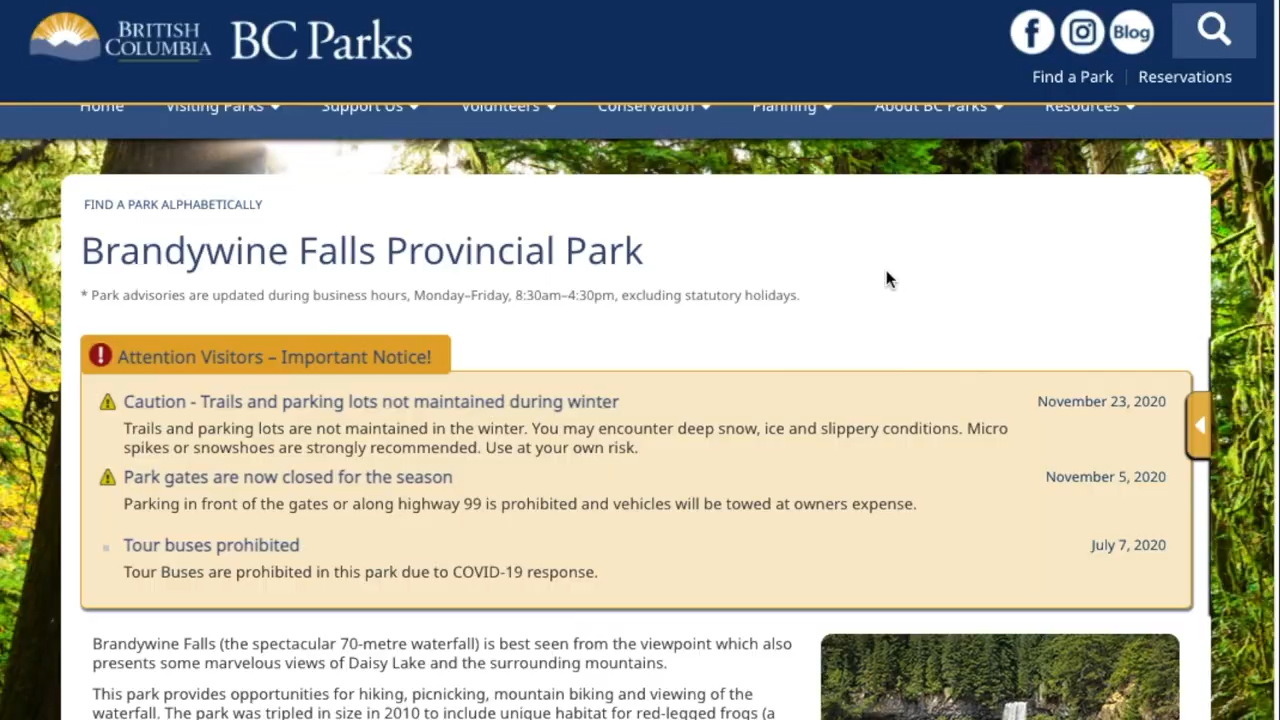 BRITISH
COLUMBIA
BC Parks
Blog
Find a Park
Reservations
Home Visiting Parks Support Us Volunteers Conservation Planning About BC Parks Resources
FIND A PARK ALPHABETICALLY
Brandywine Falls Provincial Park
* Park advisories are updated during business hours, Monday–Friday, 8:30am–4:30pm, excluding statutory holidays.
Attention Visitors – Important Notice!
Caution - Trails and parking lots not maintained during winter November 23, 2020
Trails and parking lots are not maintained in the winter. You may encounter deep snow, ice and slippery conditions. Micro
spikes or snowshoes are strongly recommended. Use at your own risk.
Park gates are now closed for the season November 5, 2020
Parking in front of the gates or along highway 99 is prohibited and vehicles will be towed at owners expense.
Tour buses prohibited July 7, 2020
Tour Buses are prohibited in this park due to COVID-19 response.
Brandywine Falls (the spectacular 70-metre waterfall) is best seen from the viewpoint which also
presents some marvelous views of Daisy Lake and the surrounding mountains.
This park provides opportunities for hiking, picnicking, mountain biking and viewing of the
waterfall. The park was tripled in size in 2010 to include unique habitat for red-legged frogs (a